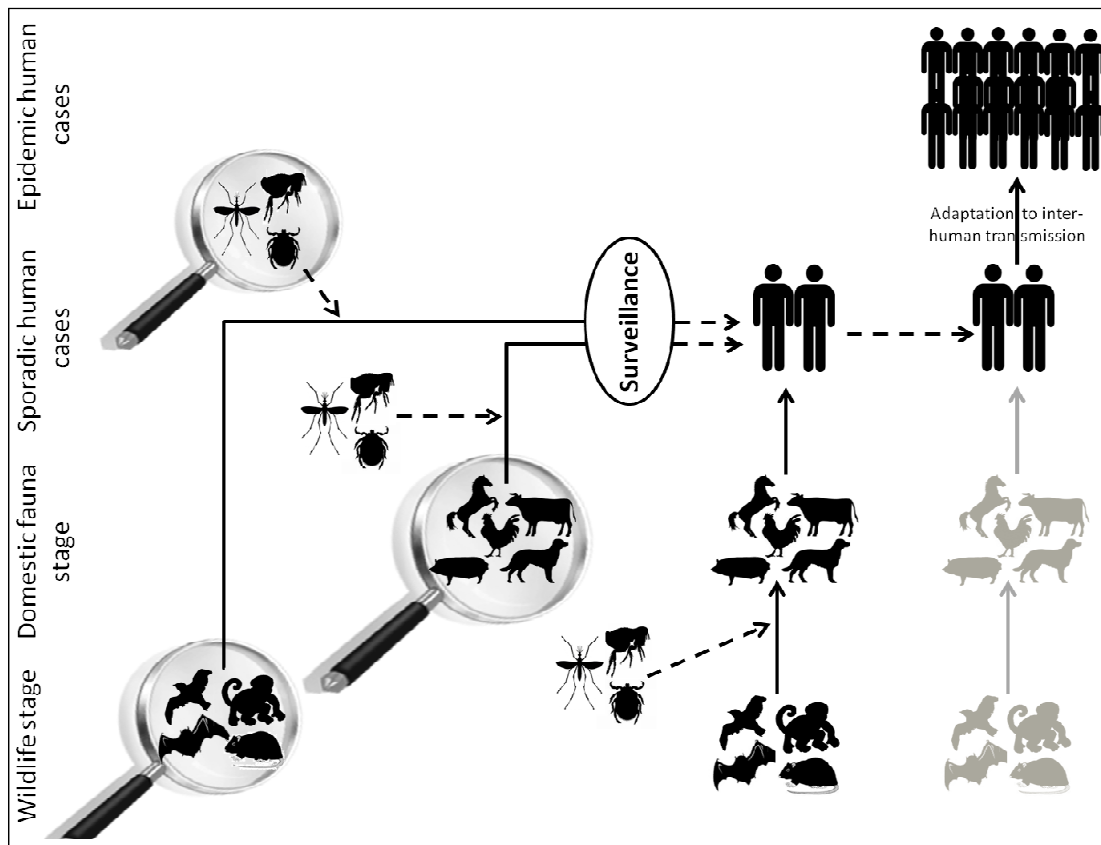 Epidemic human
cases
Sporadic human
cases
Domestic fauna
stage
Wildlife stage
Surveillance
Adaptation to inter-
human transmission